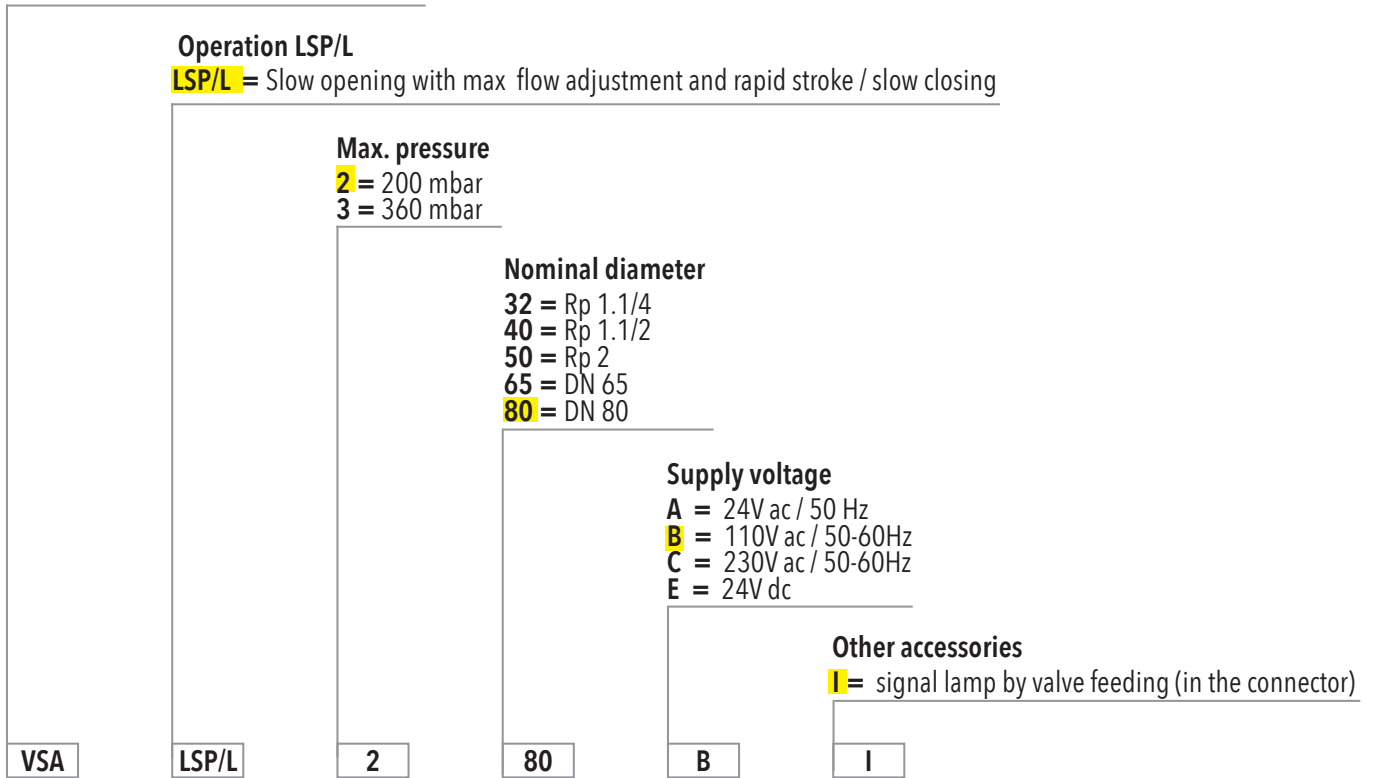 Operation LSP/L
LSP/L = Slow opening with max flow adjustment and rapid stroke / slow closing
Max. pressure
2 = 200 mbar
3 = 360 mbar
Nominal diameter
32 = Rp 1.1/4
40 = Rp 1.1/2
50 = Rp 2
65 = DN 65
80 = DN 80
Supply voltage
A = 24V ac / 50 Hz
B = 110V ac / 50-60Hz
C = 230V ac / 50-60Hz
E = 24V dc
Other accessories
I = signal lamp by valve feeding (in the connector)
VSA LSP/L 2 80 B I